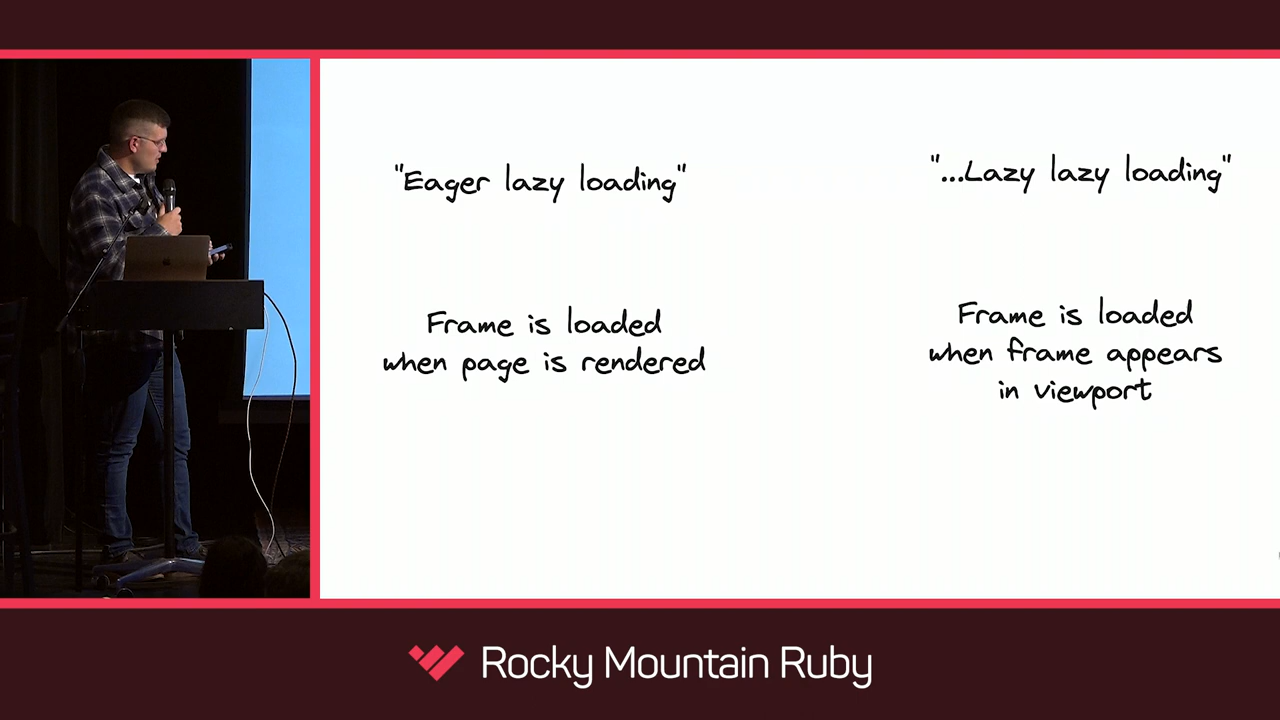 "Eager lazy loading"
Frame is loaded
when page is rendered
"...Lazy lazy loading"
Frame is loaded
when frame appears
in viewport
Rocky Mountain Ruby